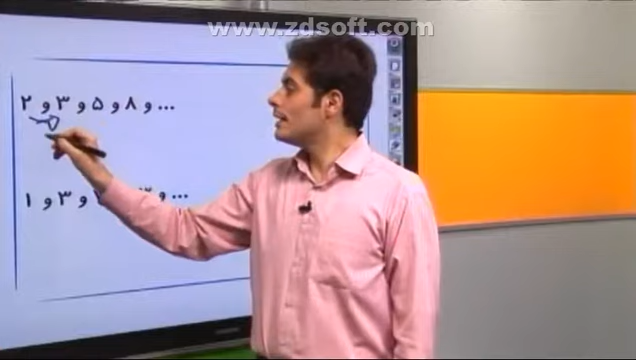 www.zdsoft.com
۲ و ۳ و ۵ و ۸ و ...
۱ و ۳ و
و ...